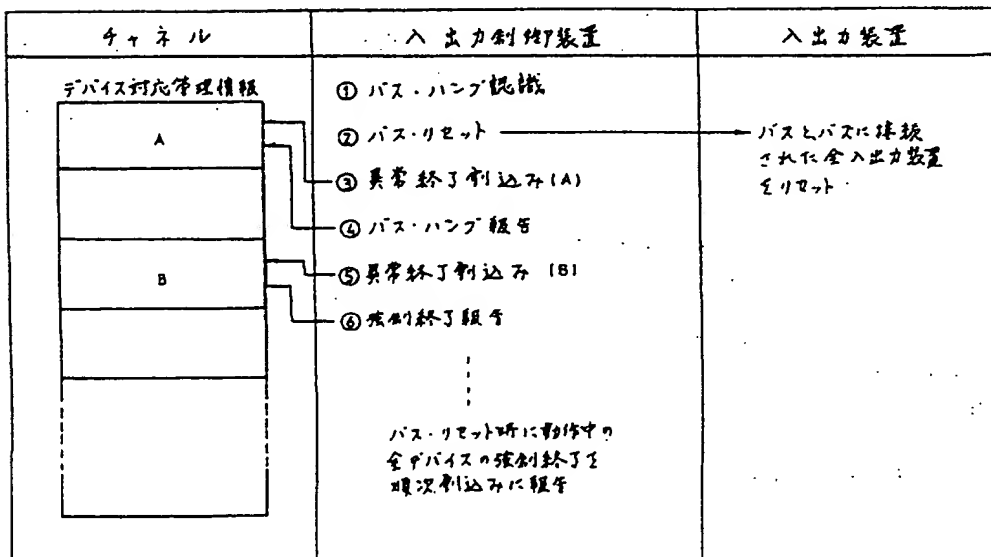 チャネル
入出力制御装置
入出力装置
デバイス対応管理情報
A
B
① バス・ハング認識
② バス・リセット
③ 異常終了割込み(A)
④ バス・ハング報告
⑤ 異常終了割込み(B)
⑥強制終了報告
バス・リセット時に動作中の
全デバイスの強制終了を
順次割込みに報告
バスとバスに接続
された全入出力装置
をリセット